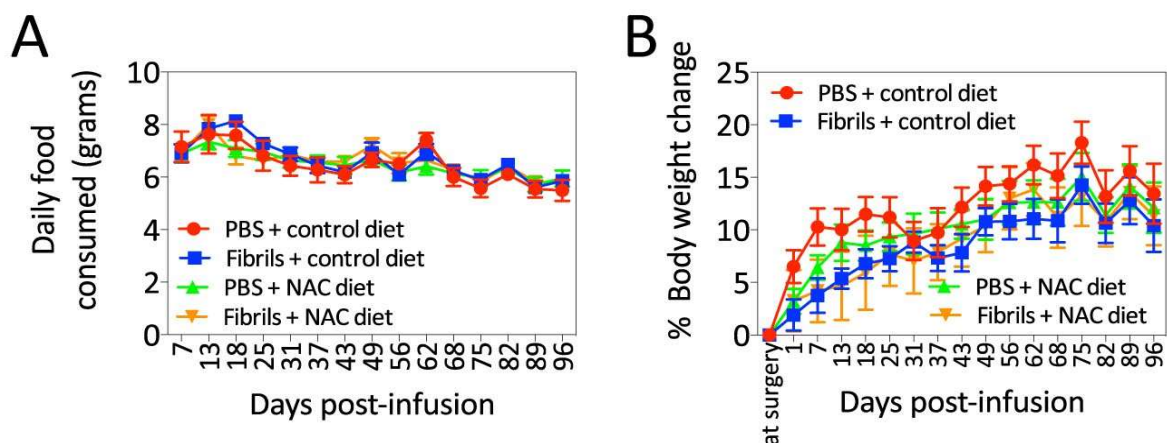 A
Daily food
consumed (grams)
10
8
6
4
2
0
PBS + control diet
Fibrils + control diet
PBS + NAC diet
Fibrils + NAC diet
7 13 18 25 31 37 43 49 56 62 68 75 82 89 96
Days post-infusion
B
% Body weight change
25
20
15
10
5
0
PBS + control diet
Fibrils + control diet
PBS + NAC diet
Fibrils + NAC diet
at surgery 1 7 13 18 25 31 37 43 49 56 62 68 75 82 89 96
Days post-infusion